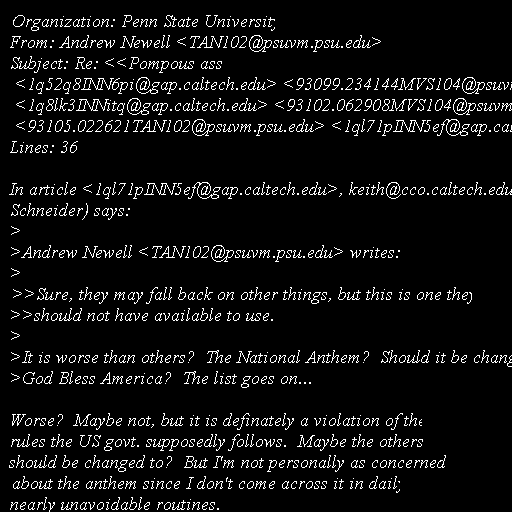 Organization: Penn State University
From: Andrew Newell <TAN102@psuvm.psu.edu>
Subject: Re: <<Pompous ass
<1q52q8INN6pi@gap.caltech.edu> <93099.234144MVS104@psuv
<1q8lk3INNitq@gap.caltech.edu> <93102.062908MVS104@psuvm
<93105.022621TAN102@psuvm.psu.edu> <1ql71pINN5ef@gap.cal
Lines: 36

In article <1ql71pINN5ef@gap.caltech.edu>, keith@cco.caltech.edu
Schneider) says:
>
>Andrew Newell <TAN102@psuvm.psu.edu> writes:
>
>>Sure, they may fall back on other things, but this is one they
>>should not have available to use.
>
>It is worse than others?  The National Anthem?  Should it be chang
>God Bless America?  The list goes on...

Worse?  Maybe not, but it is definately a violation of the
rules the US govt. supposedly follows.  Maybe the others
should be changed to?  But I'm not personally as concerned
about the anthem since I don't come across it in daily
nearly unavoidable routines.